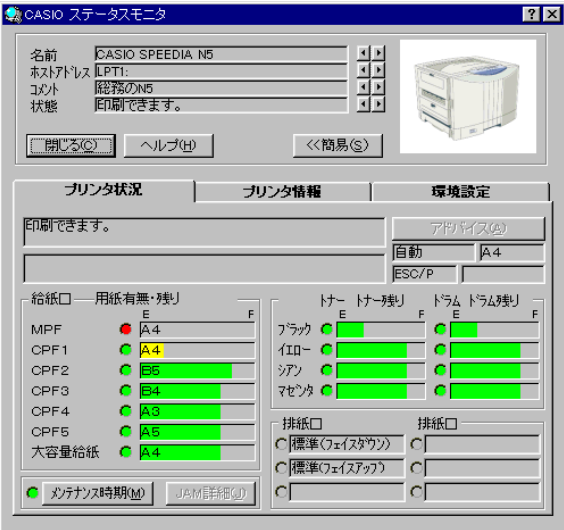 CASIO ステータスモニタ
名前 CASIO SPEEDIA N5
ホストアドレス LPT1:
コメント 総務のN5
状態 印刷できます。
閉じる(C) ヘルプ(H) <<簡易(S)
プリンタ状況 プリンタ情報 環境設定
印刷できます。 アドバイス(A)
自動 A4
ESC/P
給紙口 用紙有無・残り
E F
MPF A4
CPF1 A4
CPF2 B5
CPF3 B4
CPF4 A3
CPF5 A5
大容量給紙 A4
トナー トナー残り ドラム ドラム残り
E F E F
ブラック
イエロー
シアン
マゼンタ
排紙口 排紙口
標準(フェイスダウン)
標準(フェイスアップ)
メンテナンス時期(M) JAM詳細(J)